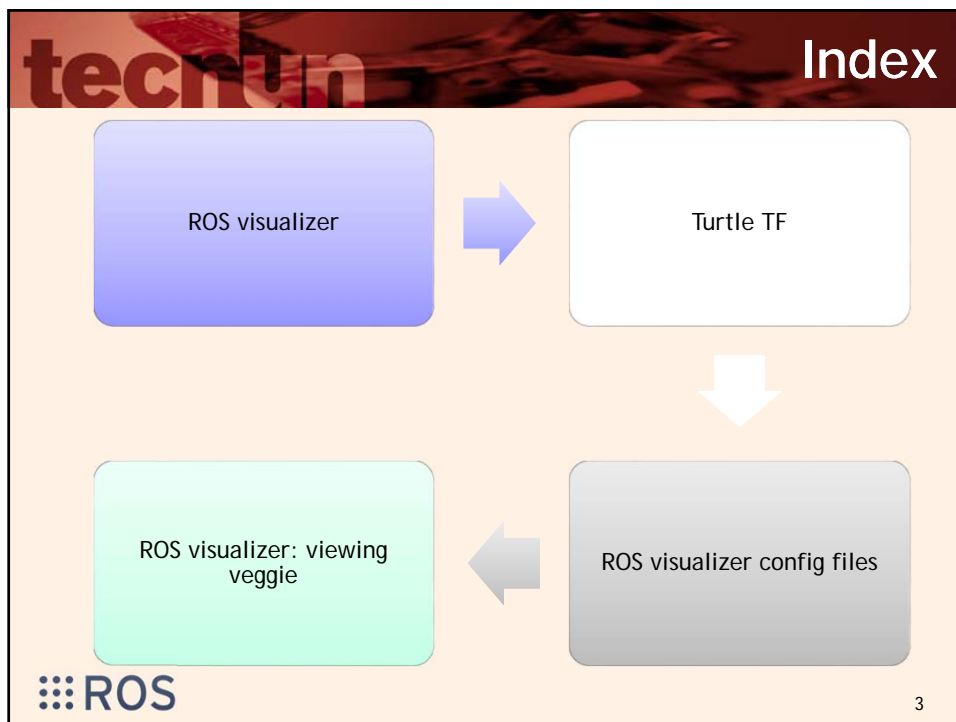 tecnun
Index
ROS visualizer
Turtle TF
ROS visualizer: viewing
veggie
ROS visualizer config files
ROS
3